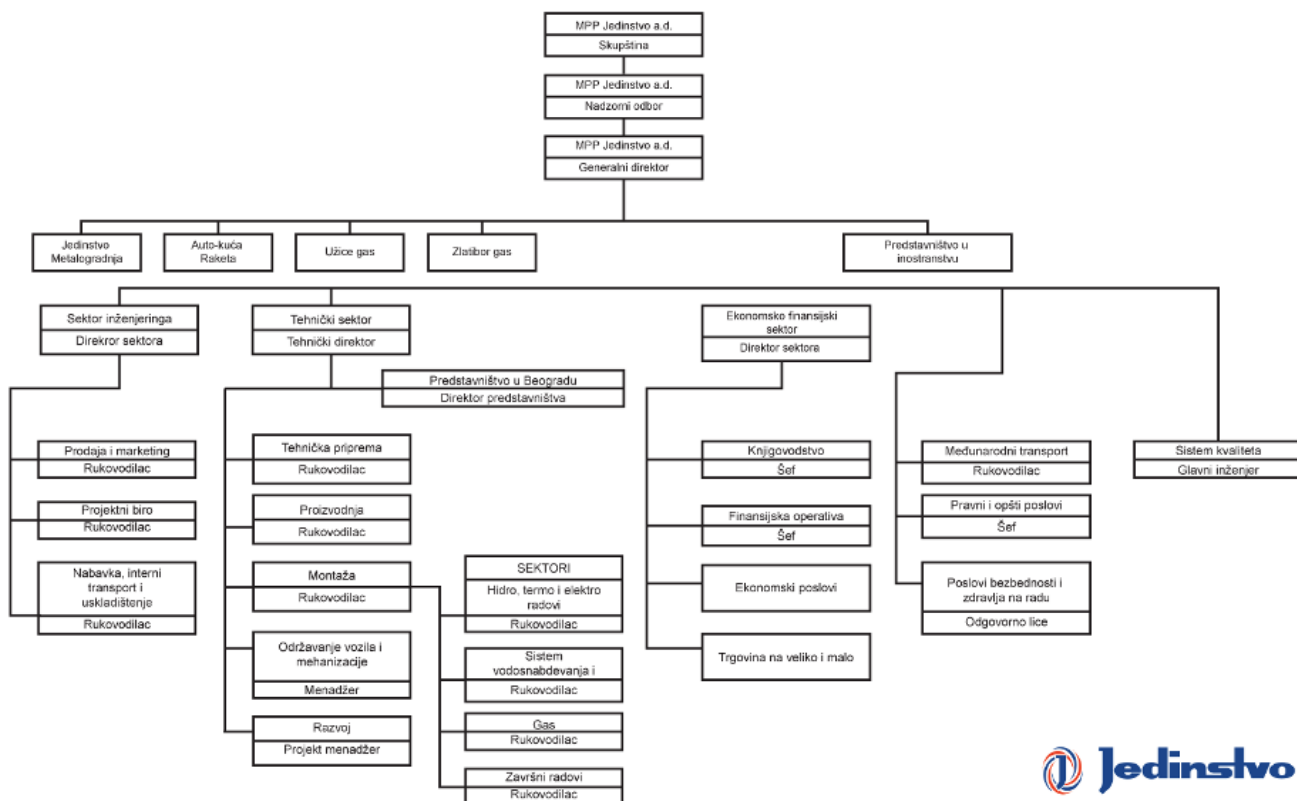 MPP Jedinstvo a.d.
Skupština
MPP Jedinstvo a.d.
Nadzorni odbor
MPP Jedinstvo a.d.
Generalni direktor
Jedinstvo
Metalogradnja
Auto-kuća
Raketa
Užice gas
Zlatibor gas
Predstavništvo u
inostranstvu
Sektor inženjeringa
Direkror sektora
Tehnički sektor
Tehnički direktor
Ekonomsko finansijski
sektor
Direktor sektora
Predstavništvo u Beogradu
Direktor predstavništva
Prodaja i marketing
Rukovodilac
Projektni biro
Rukovodilac
Nabavka, interni
transport i
uskladištenje
Rukovodilac
Tehnička priprema
Rukovodilac
Proizvodnja
Rukovodilac
Montaža
Rukovodilac
Održavanje vozila i
mehanizacije
Menadžer
Razvoj
Projekt menadžer
SEKTORI
Hidro, termo i elektro
radovi
Rukovodilac
Sistem
vodosnabdevanja i
Rukovodilac
Gas
Rukovodilac
Završni radovi
Rukovodilac
Knjigovodstvo
Šef
Finansijska operativa
Šef
Ekonomski poslovi
Trgovina na veliko i malo
Međunarodni transport
Rukovodilac
Pravni i opšti poslovi
Šef
Poslovi bezbednosti i
zdravlja na radu
Odgovorno lice
Sistem kvaliteta
Glavni inženjer
Jedinstvo